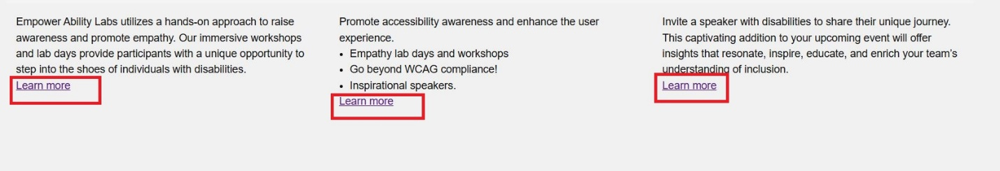 Empower Ability Labs utilizes a hands-on approach to raise
awareness and promote empathy. Our immersive workshops
and lab days provide participants with a unique opportunity to
step into the shoes of individuals with disabilities.
Learn more
Promote accessibility awareness and enhance the user
experience.
• Empathy lab days and workshops
• Go beyond WCAG compliance!
• Inspirational speakers.
Learn more
Invite a speaker with disabilities to share their unique journey.
This captivating addition to your upcoming event will offer
insights that resonate, inspire, educate, and enrich your team’s
understanding of inclusion.
Learn more